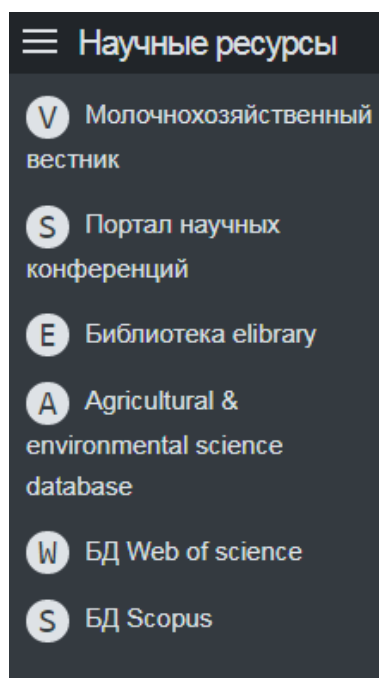 Научные ресурсы
V Молочнохозяйственный
вестник
S Портал научных
конференций
E Библиотека elibrary
A Agricultural &
environmental science
database
W БД Web of science
S БД Scopus